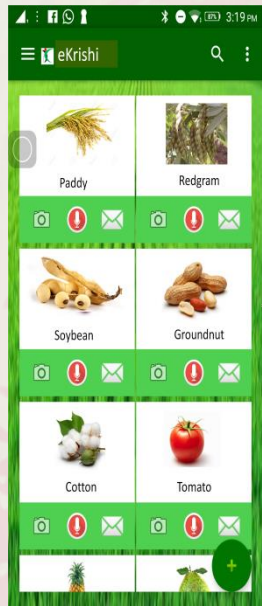 3:19 PM
eKrishi
Paddy
Redgram
Soybean
Groundnut
Cotton
Tomato
+